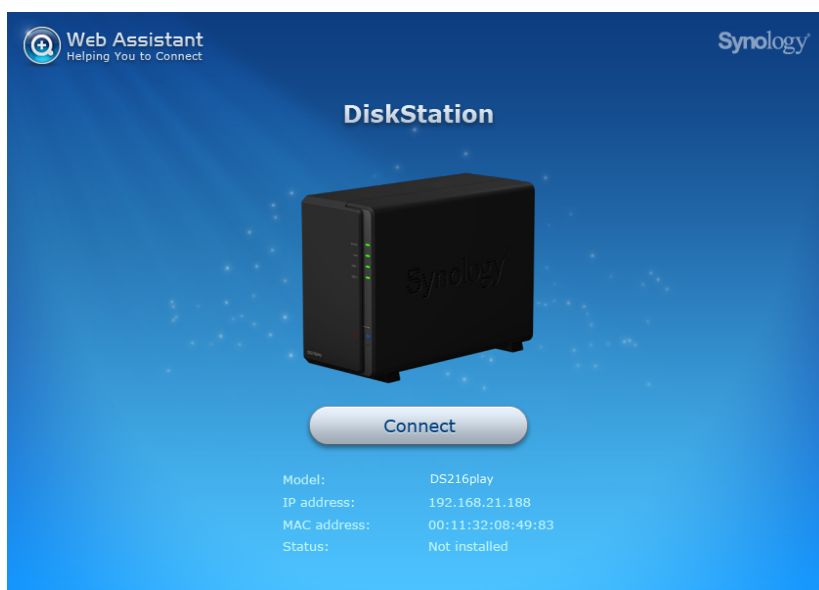 Web Assistant
Helping You to Connect
Synology
DiskStation
Synology
Connect
Model: DS216play
IP address: 192.168.21.188
MAC address: 00:11:32:08:49:83
Status: Not installed